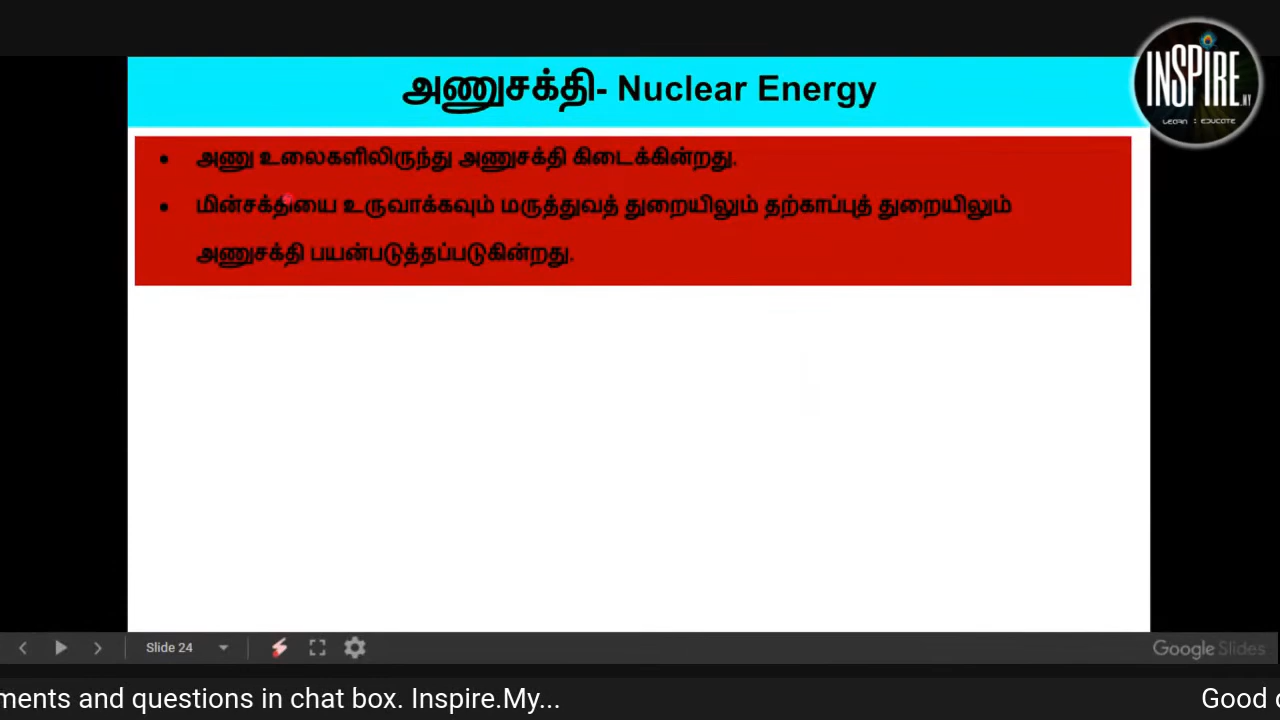 அணுசக்தி- Nuclear Energy
INSPIRE.MY
LEARN : EDUCATE
• அணு உலைகளிலிருந்து அணுசக்தி கிடைக்கின்றது.
• மின்சக்தியை உருவாக்கவும் மருத்துவத் துறையிலும் தற்காப்புத் துறையிலும்
அணுசக்தி பயன்படுத்தப்படுகின்றது.
Slide 24
Google Slides
ments and questions in chat box. Inspire.My... Good